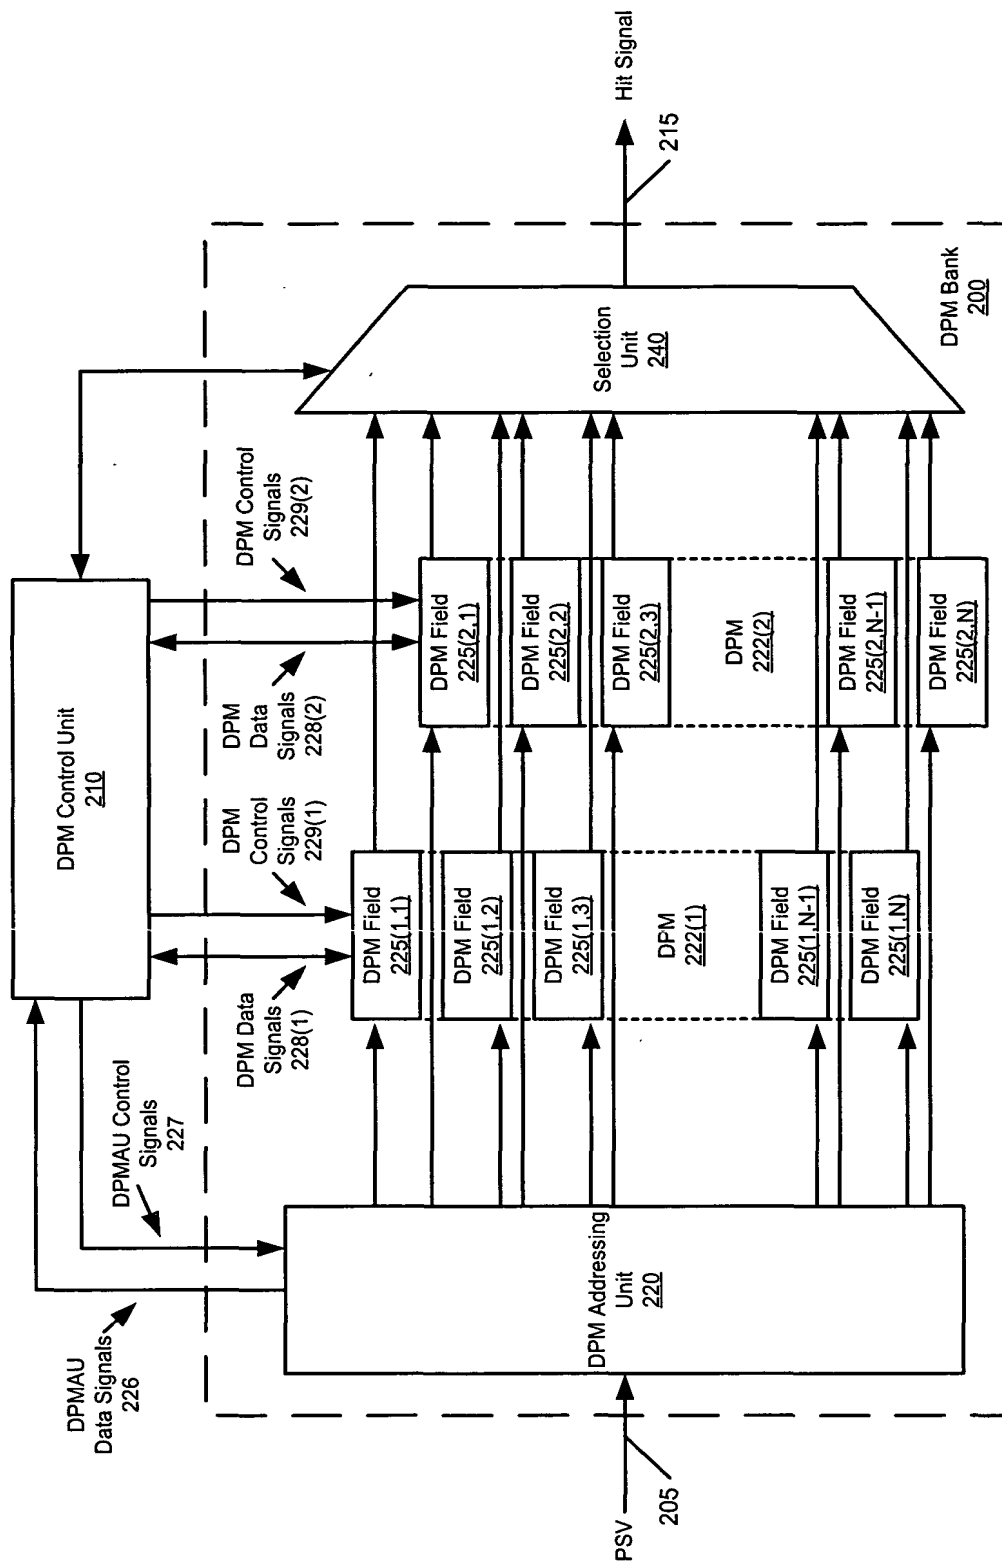 DPM Control Unit
210
DPMAU
Data Signals
226
DPMAU Control
Signals
227
DPM Data
Signals
228(1)
DPM
Control
Signals
229(1)
DPM
Data
Signals
228(2)
DPM Control
Signals
229(2)
PSV
205
DPM Addressing
Unit
220
DPM Field
225(1,1)
DPM Field
225(1,2)
DPM Field
225(1,3)
DPM
222(1)
DPM Field
225(1,N-1)
DPM Field
225(1,N)
DPM Field
225(2,1)
DPM Field
225(2,2)
DPM Field
225(2,3)
DPM
222(2)
DPM Field
225(2,N-1)
DPM Field
225(2,N)
Selection
Unit
240
Hit Signal
215
DPM Bank
200